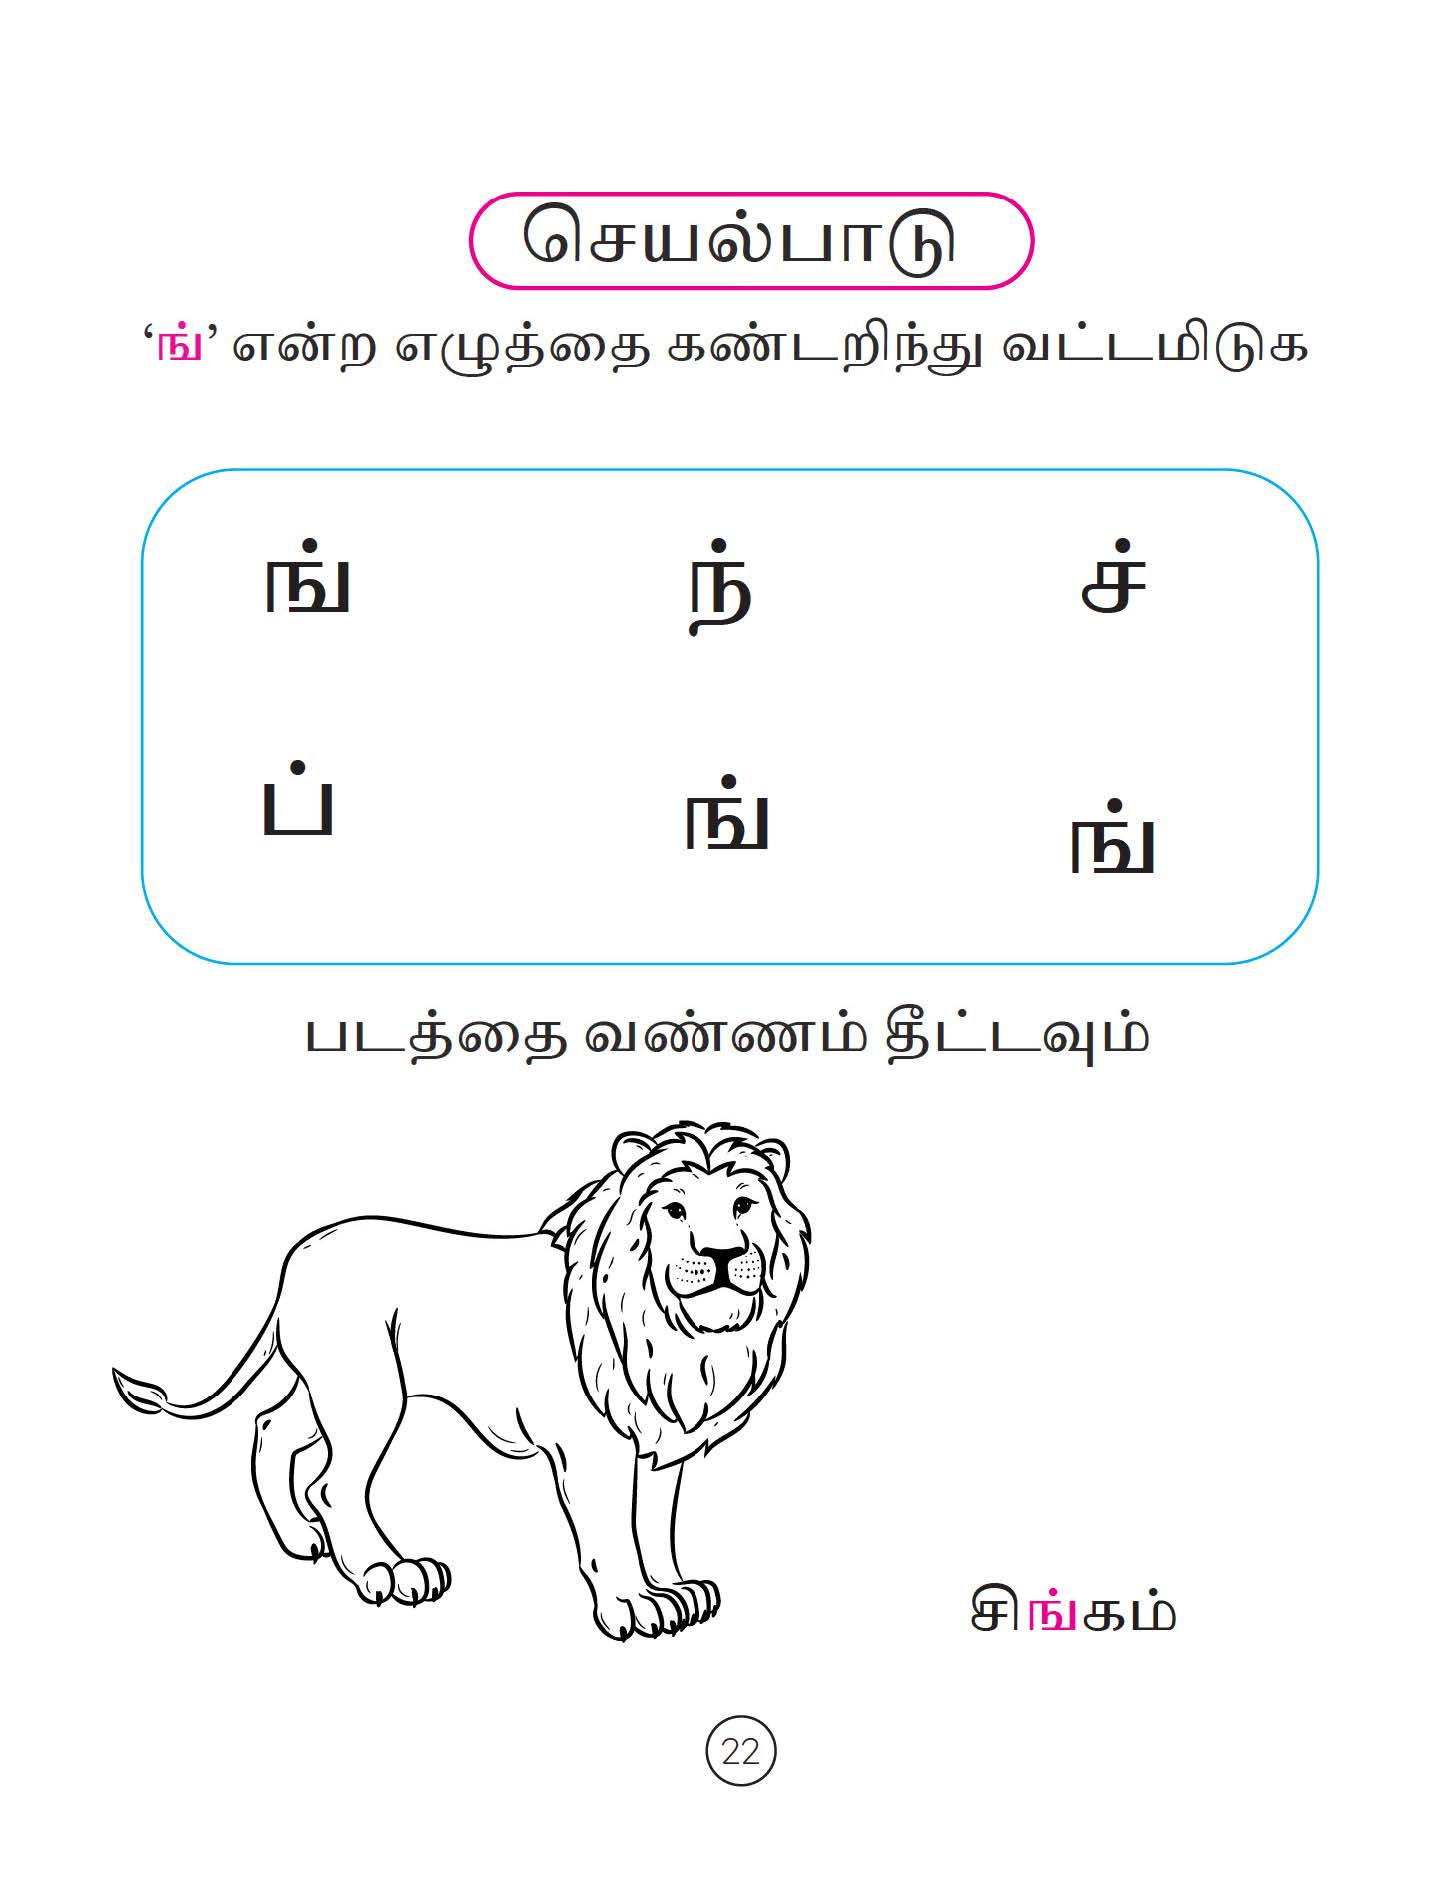 செயல்பாடு
‘ங்’ என்ற எழுத்தை கண்டறிந்து வட்டமிடுக
ங் ந் ச்
ப் ங் ங்
படத்தை வண்ணம் தீட்டவும்
சிங்கம்
22